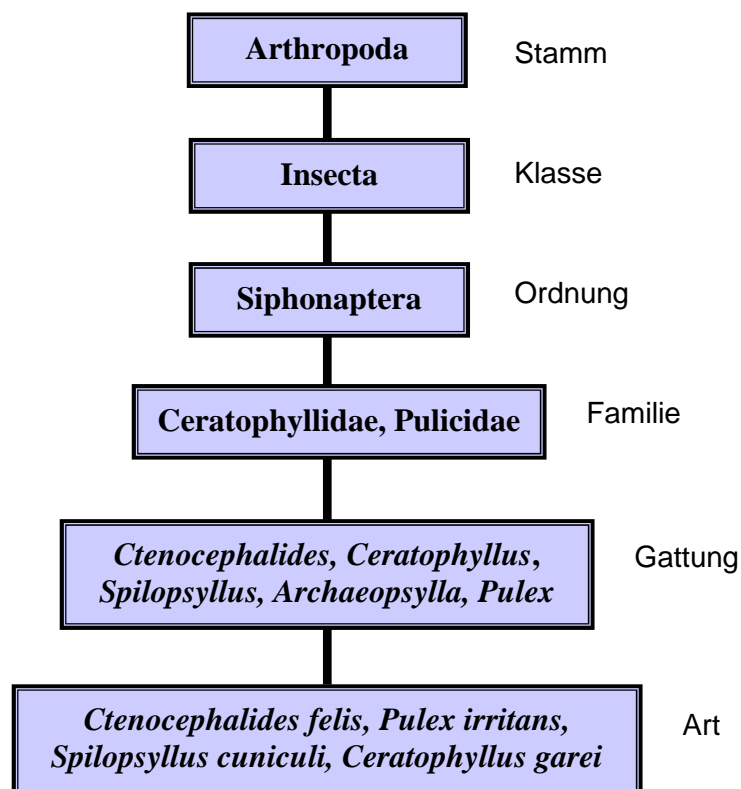 Arthropoda Stamm
Insecta Klasse
Siphonaptera Ordnung
Ceratophyllidae, Pulicidae Familie
Ctenocephalides, Ceratophyllus, Gattung
Spilopsyllus, Archaeopsylla, Pulex
Ctenocephalides felis, Pulex irritans, Art
Spilopsyllus cuniculi, Ceratophyllus garei